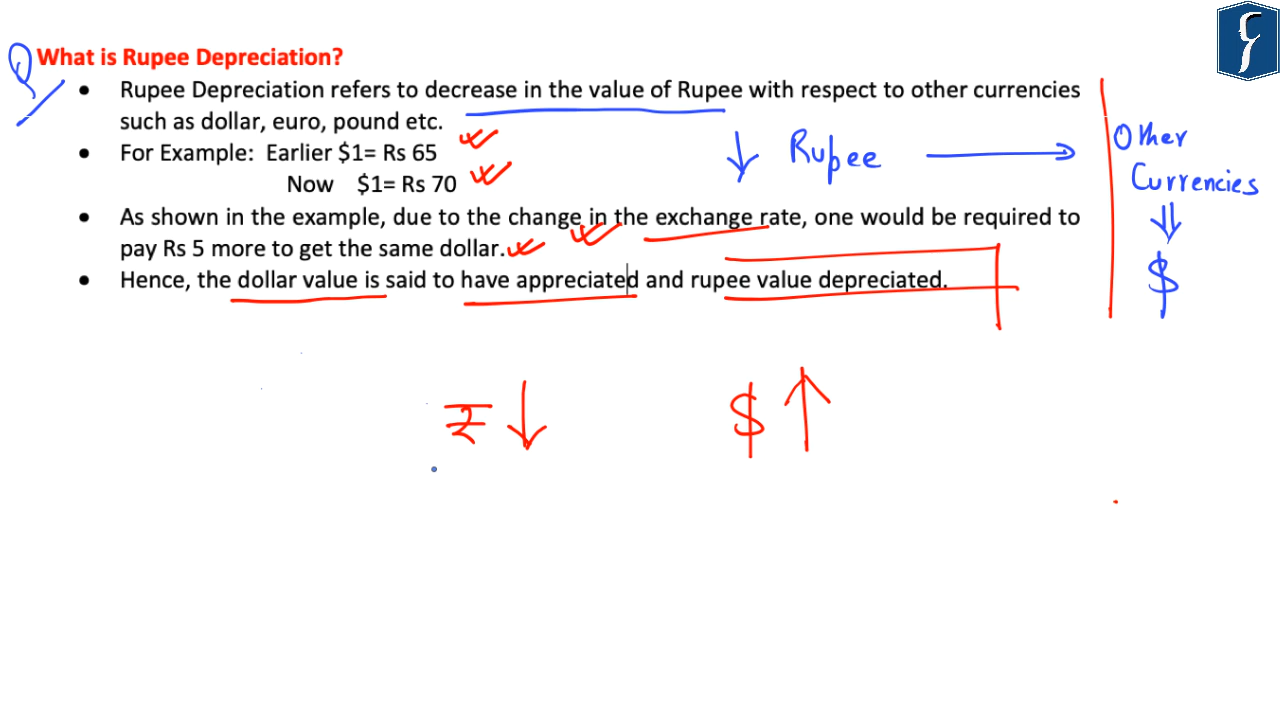 Q What is Rupee Depreciation?
• Rupee Depreciation refers to decrease in the value of Rupee with respect to other currencies
such as dollar, euro, pound etc.
• For Example: Earlier $1= Rs 65
Now $1= Rs 70
• As shown in the example, due to the change in the exchange rate, one would be required to
pay Rs 5 more to get the same dollar.
• Hence, the dollar value is said to have appreciated and rupee value depreciated.
↓ Rupee →
Other
Currencies
⇓
$
₹ ↓ $ ↑